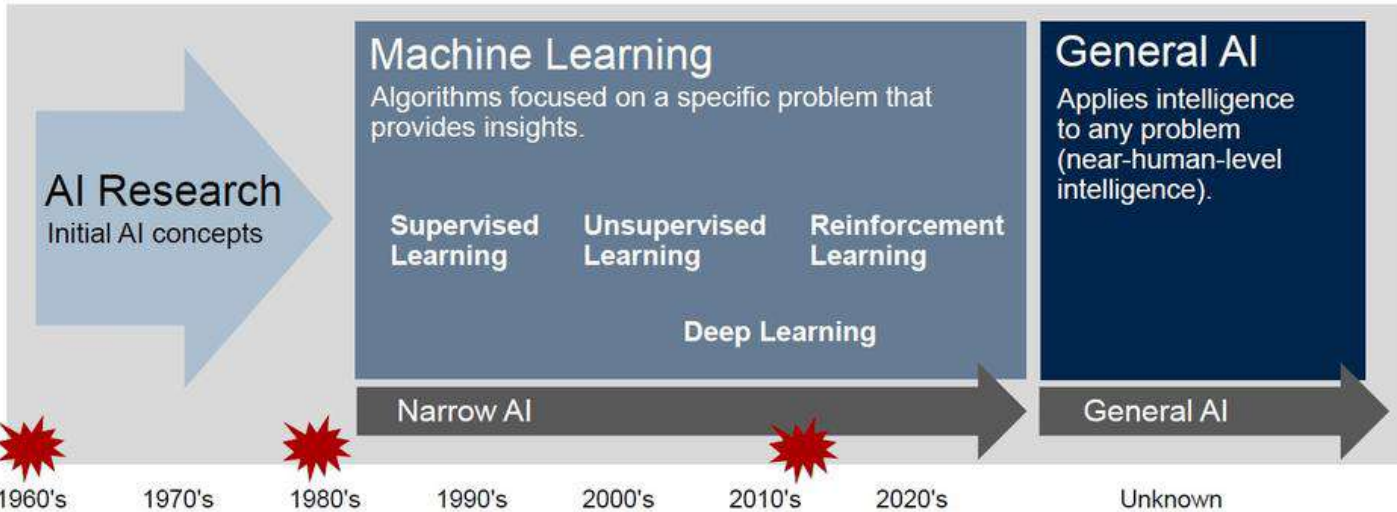 AI Research
Initial AI concepts
Machine Learning
Algorithms focused on a specific problem that
provides insights.
Supervised
Learning
Unsupervised
Learning
Reinforcement
Learning
Deep Learning
General AI
Applies intelligence
to any problem
(near-human-level
intelligence).
Narrow AI
General AI
1960's 1970's 1980's 1990's 2000's 2010's 2020's Unknown